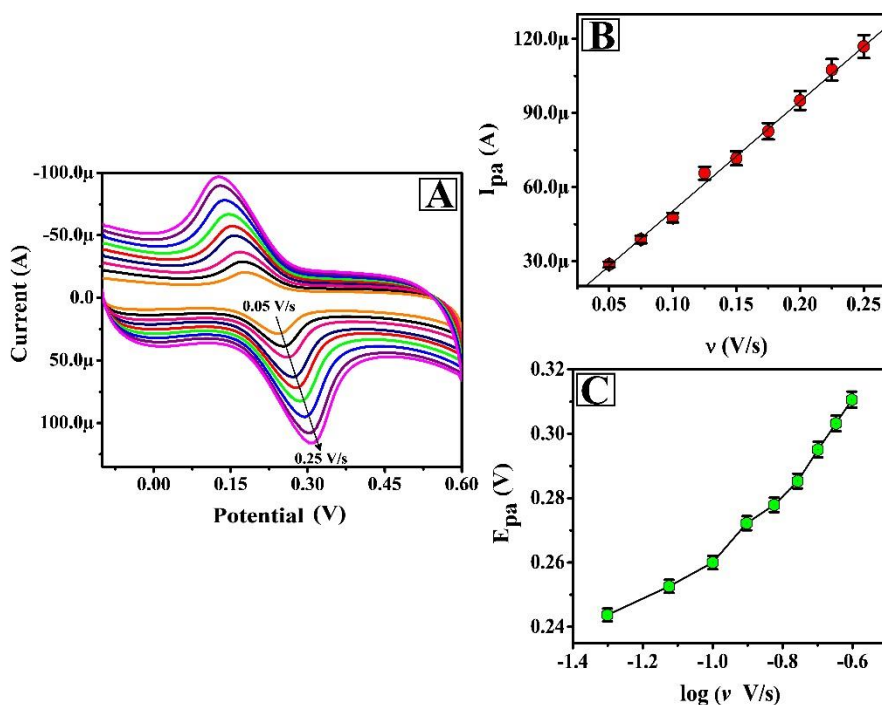 A
-100.0μ
-50.0μ
0.0
50.0μ
100.0μ
Current (A)
0.05 V/s
0.25 V/s
0.00
0.15
0.30
0.45
0.60
Potential (V)
B
120.0μ
90.0μ
60.0μ
30.0μ
Ipa (A)
0.05
0.10
0.15
0.20
0.25
ν (V/s)
C
0.32
0.30
0.28
0.26
0.24
Epa (V)
-1.4
-1.2
-1.0
-0.8
-0.6
log (ν V/s)